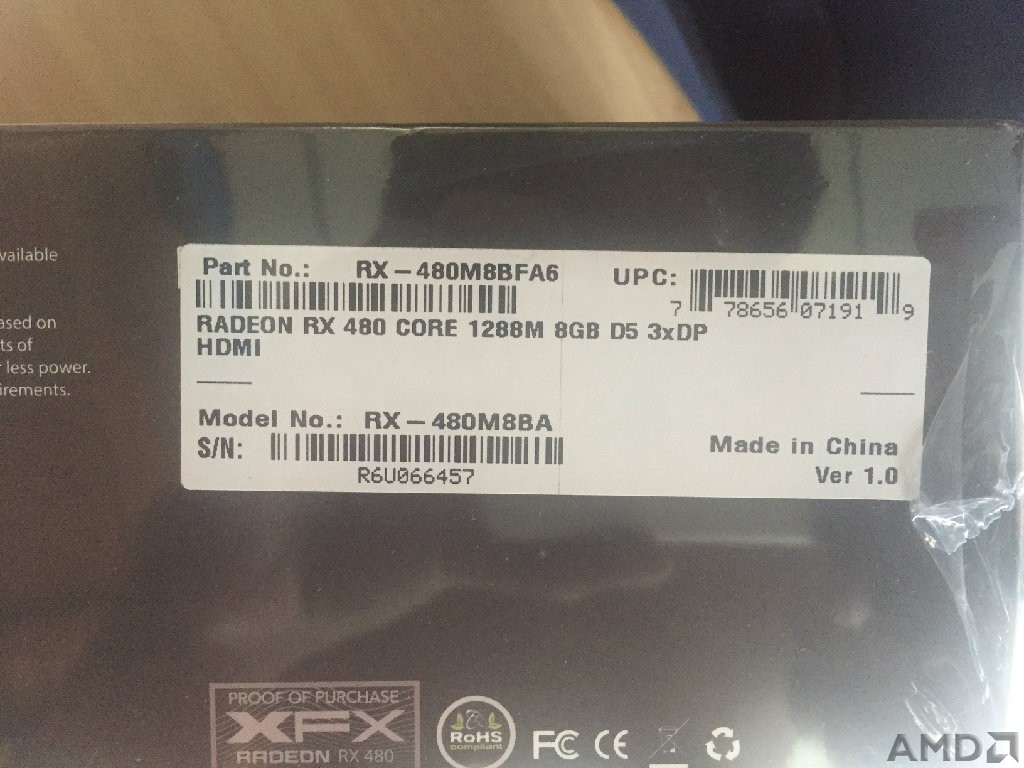 vailable
ased on
ts of
less power.
irements.
Part No.: RX-480M8BFA6
UPC:
7 78656 07191 9
RADEON RX 480 CORE 1288M 8GB D5 3xDP
HDMI
Model No.: RX-480M8BA
S/N:
R6U066457
Made in China
Ver 1.0
PROOF OF PURCHASE
XFX
RADEON RX 480
RoHS
compliant
FC CE
AMD